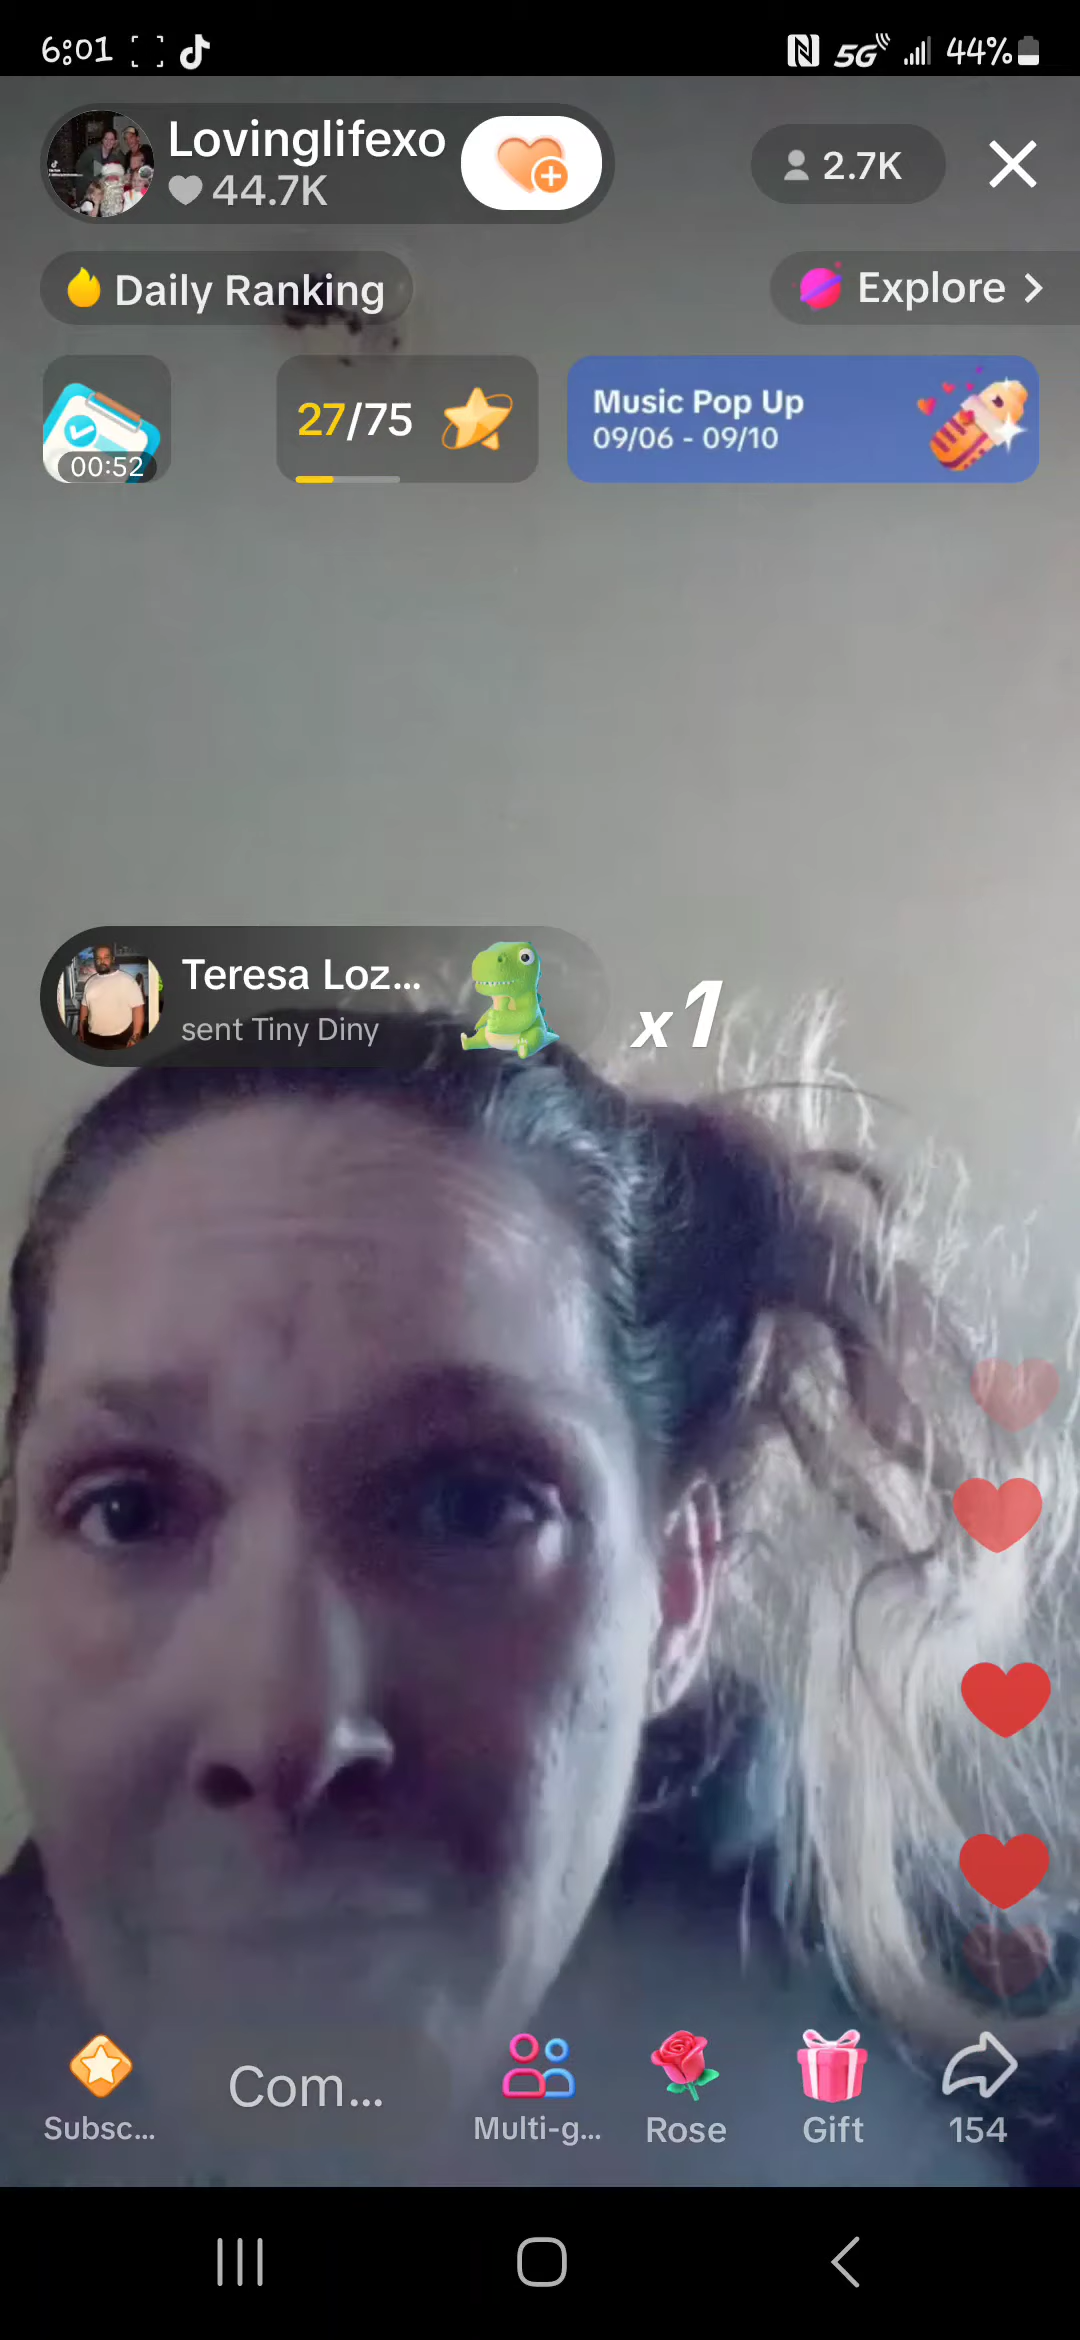 6:01
5G 44%
Lovinglifexo
44.7K
2.7K
Daily Ranking
Explore >
00:52
27/75
Music Pop Up
09/06 - 09/10
Teresa Loz...
sent Tiny Diny
x1
Com...
Subsc...
Multi-g...
Rose
Gift
154